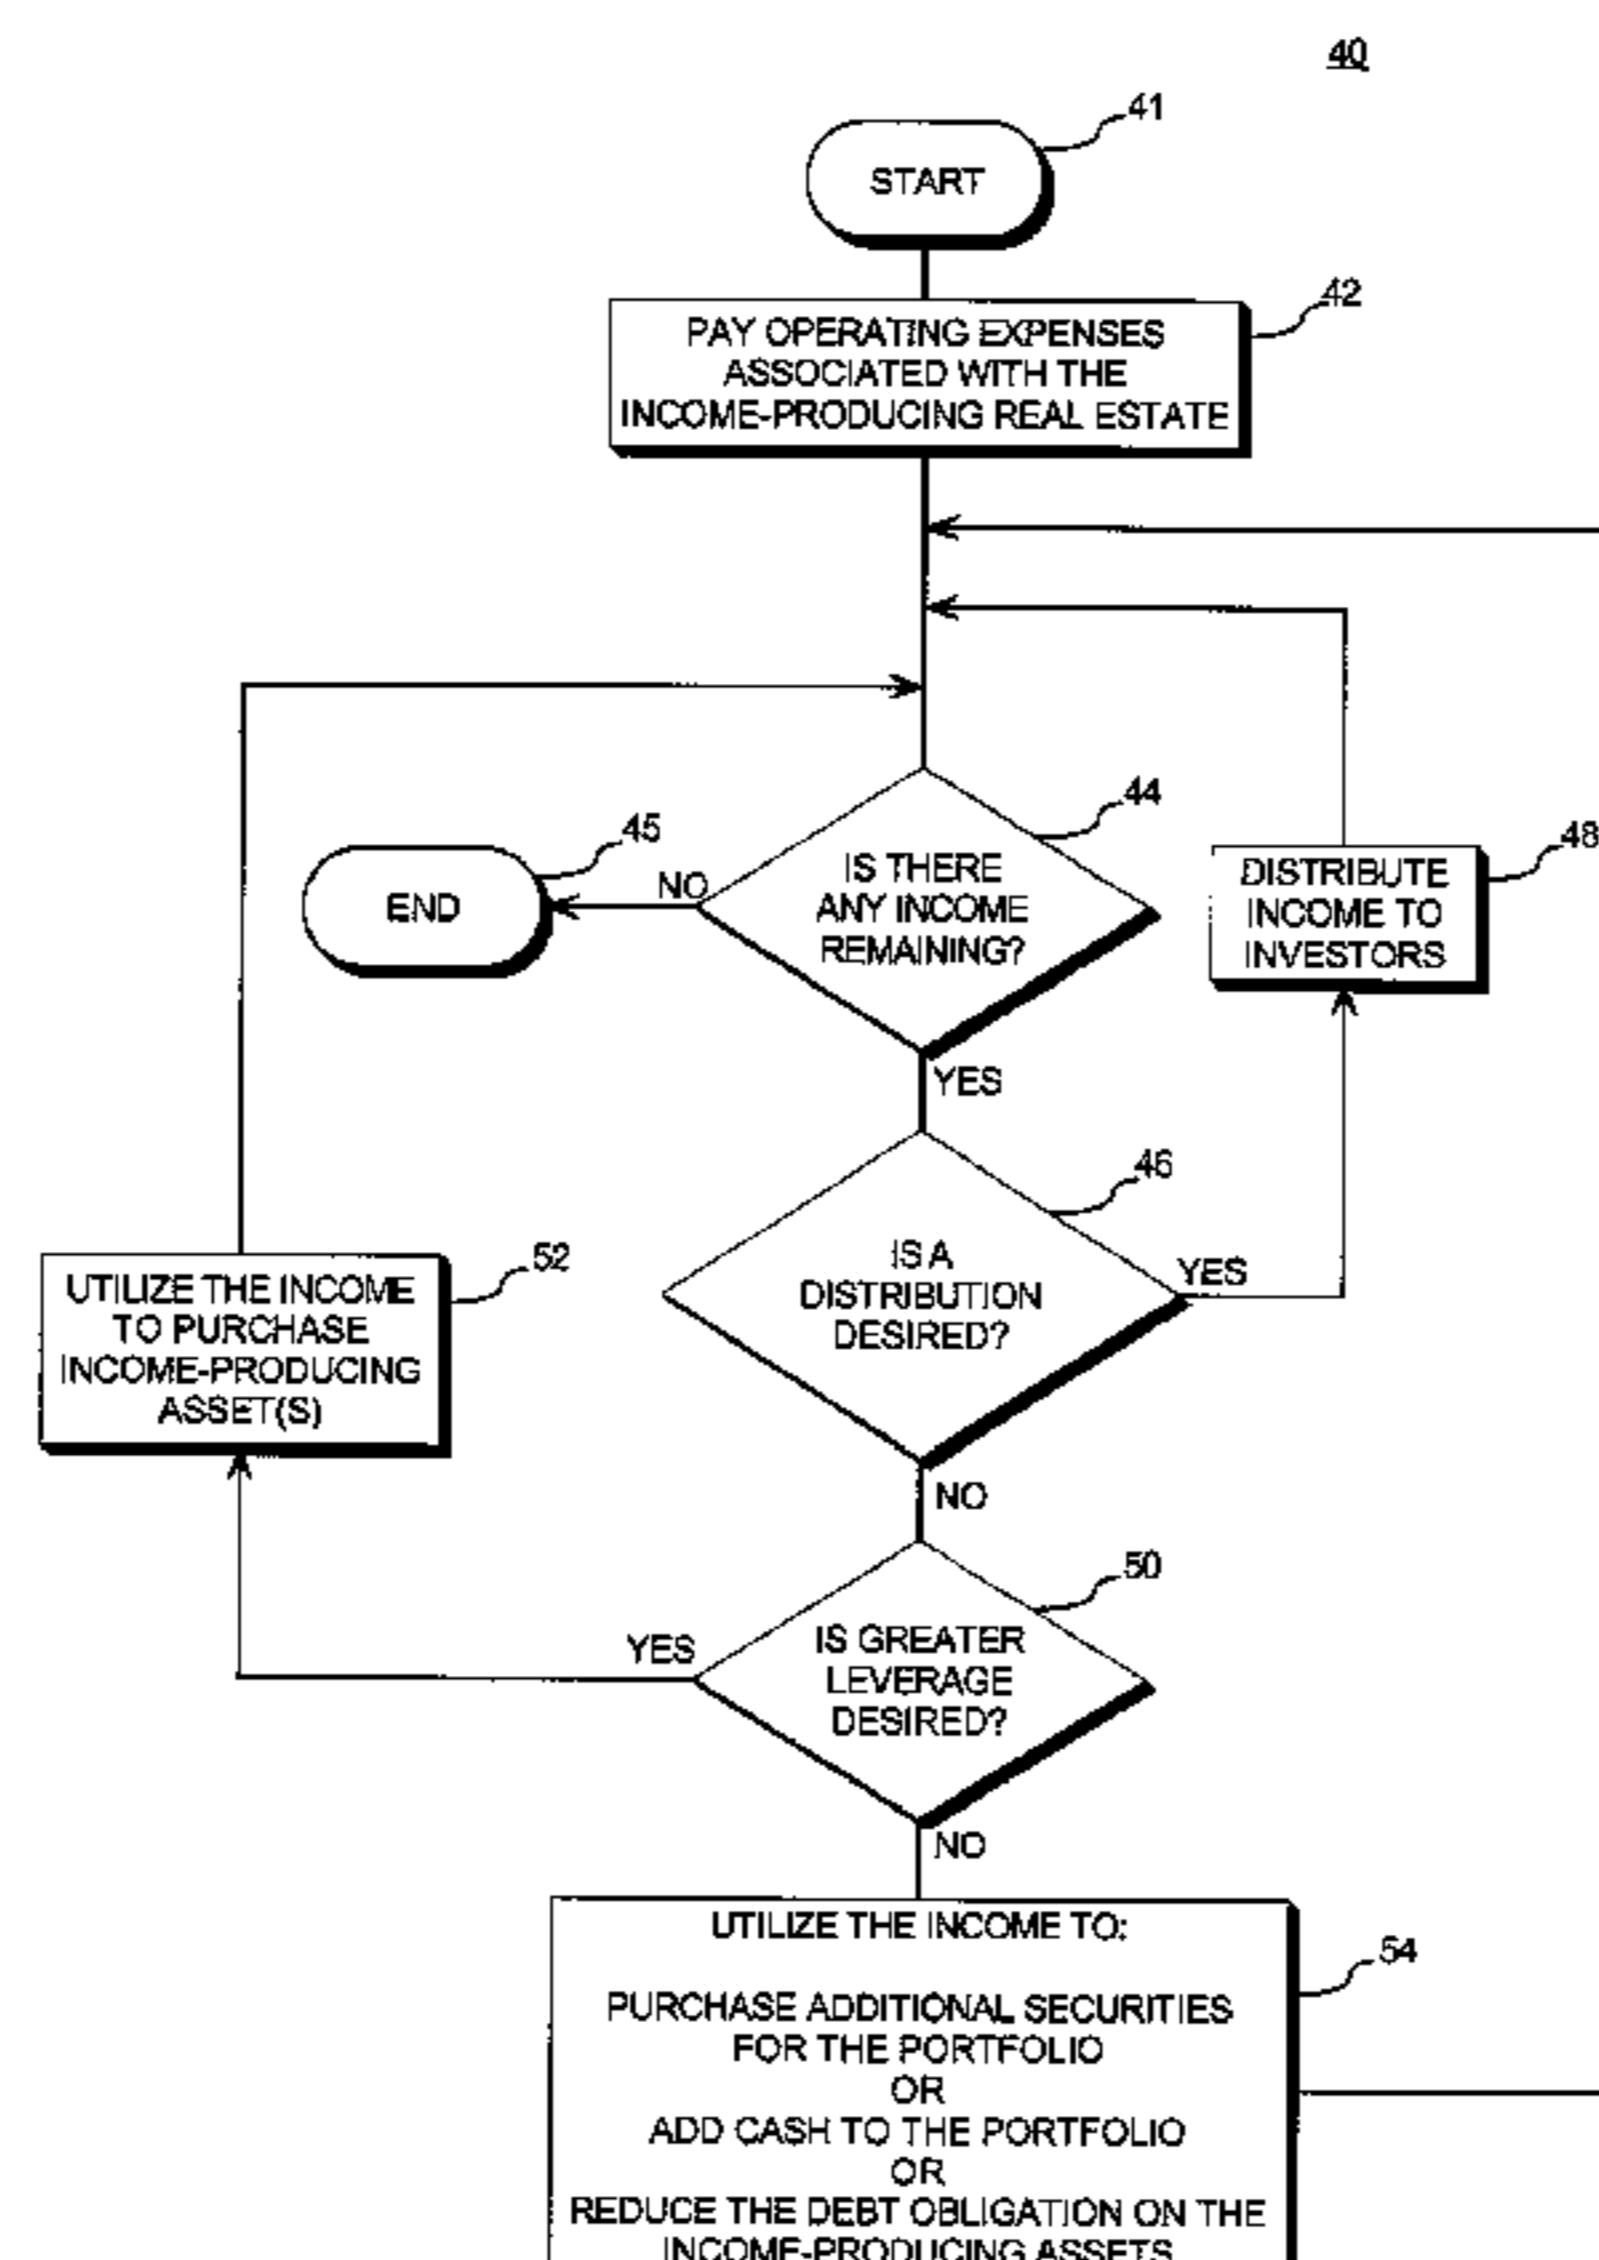 40
41
START
42
PAY OPERATING EXPENSES
ASSOCIATED WITH THE
INCOME-PRODUCING REAL ESTATE
44
45
48
END
NO
IS THERE
ANY INCOME
REMAINING?
DISTRIBUTE
INCOME TO
INVESTORS
YES
46
52
IS A
DISTRIBUTION
DESIRED?
YES
UTILIZE THE INCOME
TO PURCHASE
INCOME-PRODUCING
ASSET(S)
NO
50
YES
IS GREATER
LEVERAGE
DESIRED?
NO
54
UTILIZE THE INCOME TO:
PURCHASE ADDITIONAL SECURITIES
FOR THE PORTFOLIO
OR
ADD CASH TO THE PORTFOLIO
OR
REDUCE THE DEBT OBLIGATION ON THE
INCOME-PRODUCING ASSETS